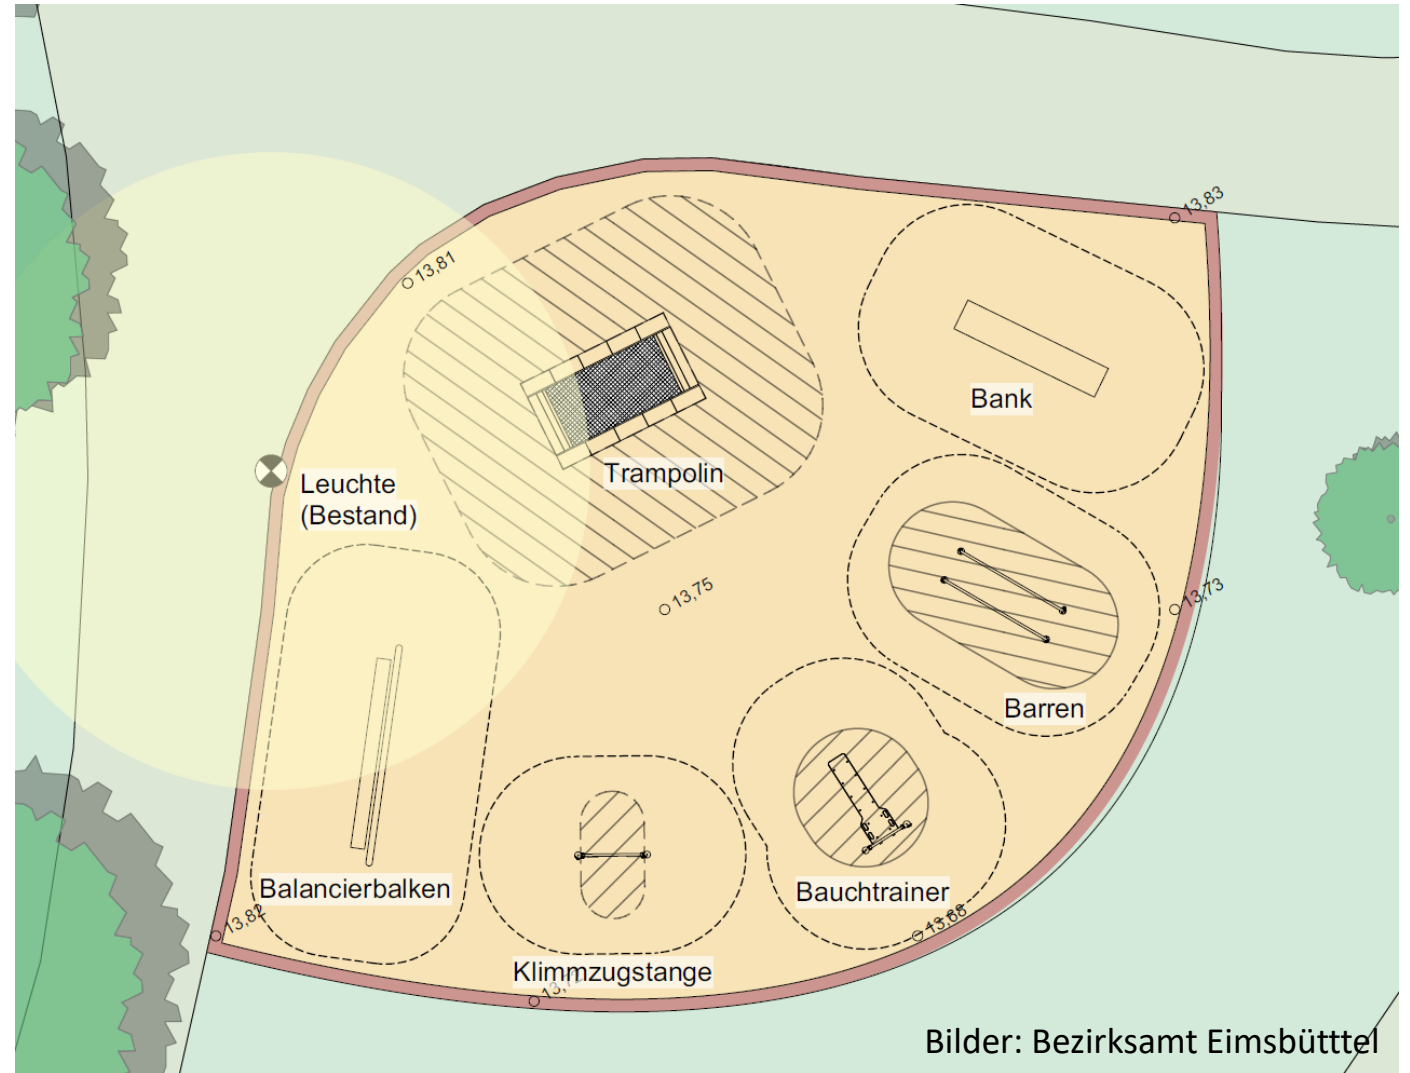 13,83
13,81
Bank
Trampolin
Leuchte
(Bestand)
13,75
13,73
Barren
Balancierbalken
Bauchtrainer
13,82
13,68
Klimmzugstange
Bilder: Bezirksamt Eimsbütttel